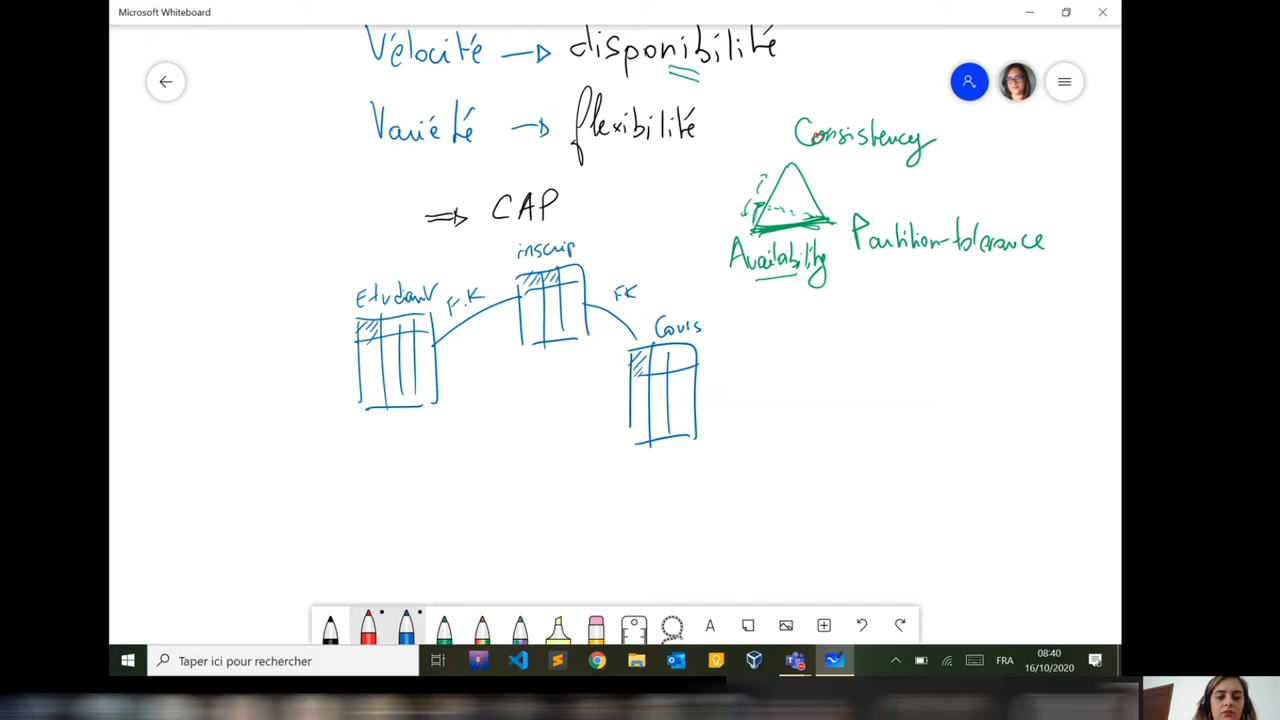 Microsoft Whiteboard
Vélocité → disponibilité
Variété → flexibilité
Consistency
⇒ CAP
Availability
Partition-tolerance
inscrip
Etudiant
F.K
FK
Cours
A
Taper ici pour rechercher
FRA
08:40
16/10/2020